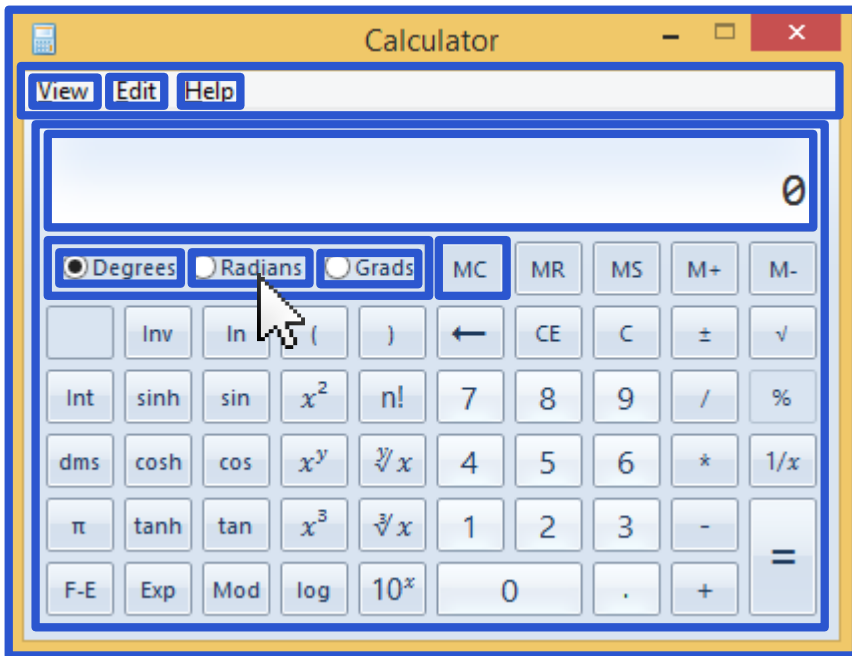 Calculator
View Edit Help
0
Degrees Radians Grads MC MR MS M+ M-
Inv In ( ) ← CE C ± √
Int sinh sin x² n! 7 8 9 / %
dms cosh cos xʸ ʸ√x 4 5 6 * 1/x
π tanh tan x³ ³√x 1 2 3 -
=
F-E Exp Mod log 10ˣ 0 . +